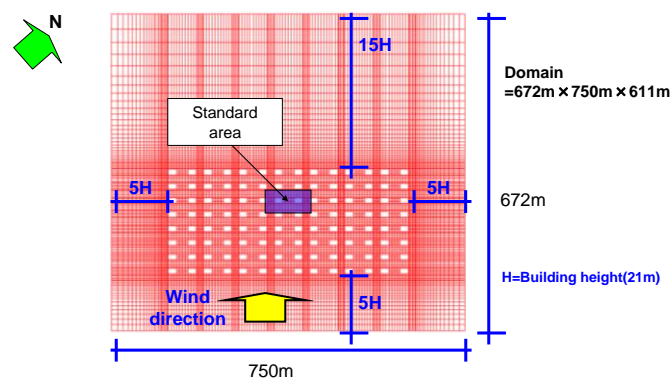 N
15H
Domain
=672m×750m×611m
Standard
area
5H
5H
672m
H=Building height(21m)
Wind
direction
5H
750m